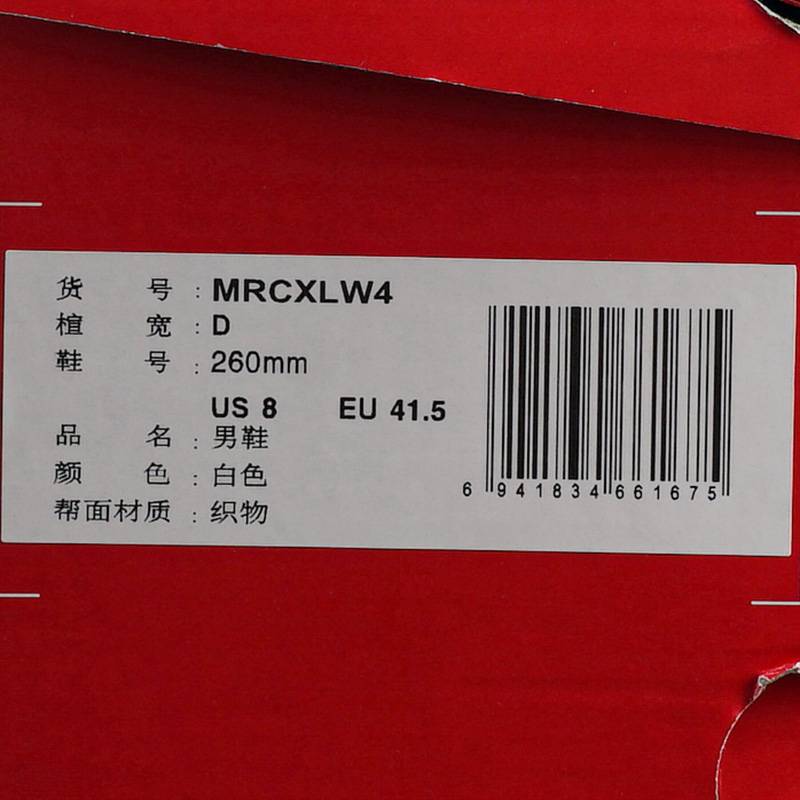 货 号 : MRCXLW4
楦 宽 : D
鞋 号 : 260mm
US 8 EU 41.5
品 名 : 男鞋
颜 色 : 白色
帮面材质 : 织物
6 941834 661675